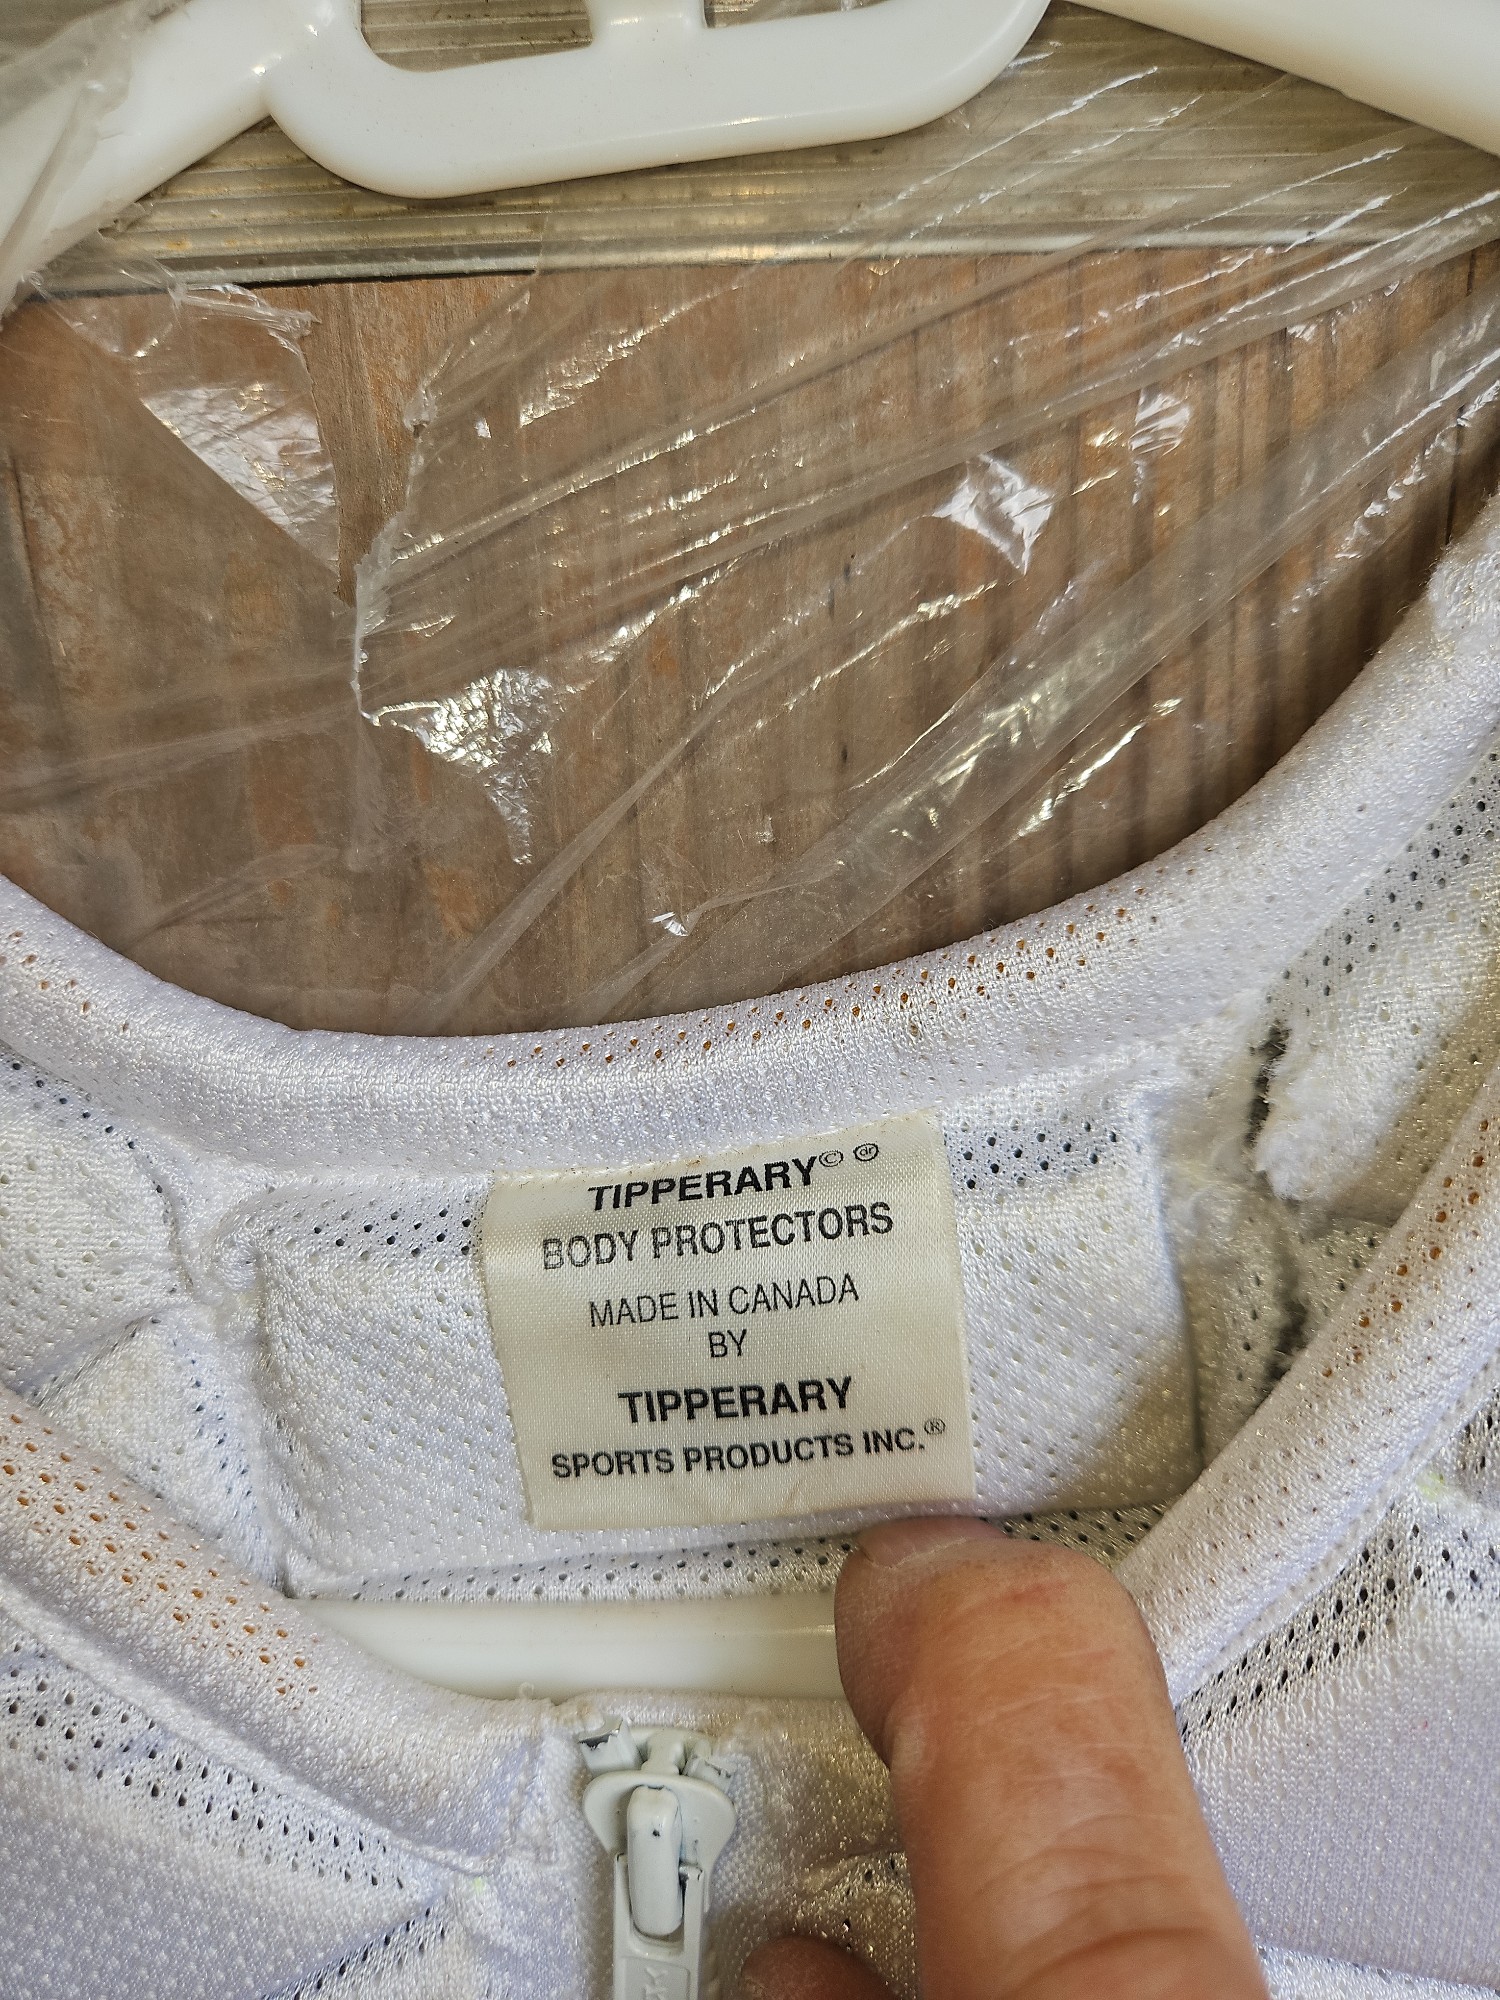 TIPPERARY©
BODY PROTECTORS
MADE IN CANADA
BY
TIPPERARY
SPORTS PRODUCTS INC.®